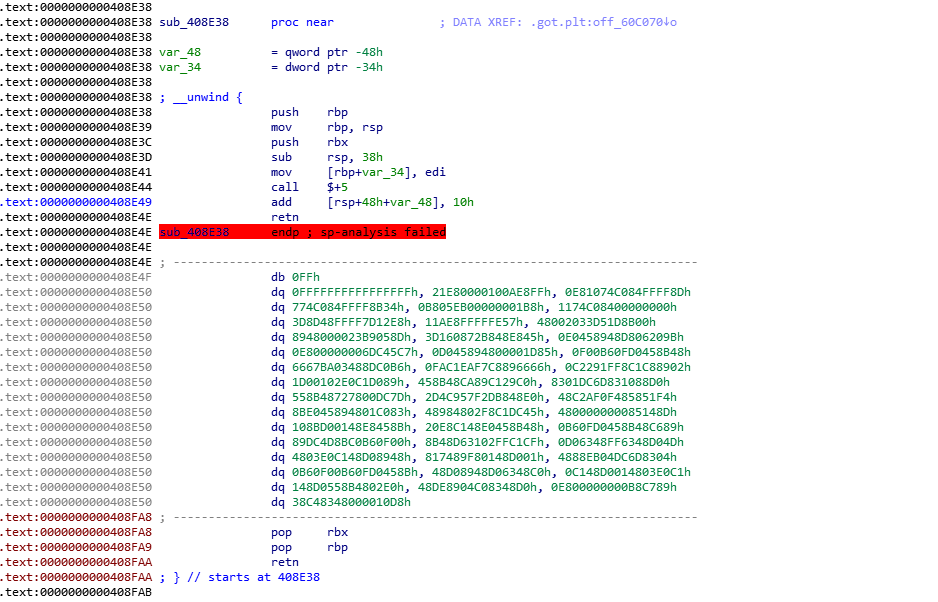 .text:0000000000408E38
.text:0000000000408E38 sub_408E38 proc near ; DATA XREF: .got.plt:off_60C070↓o
.text:0000000000408E38
.text:0000000000408E38 var_48 = qword ptr -48h
.text:0000000000408E38 var_34 = dword ptr -34h
.text:0000000000408E38
.text:0000000000408E38 ; __unwind {
.text:0000000000408E38 push rbp
.text:0000000000408E39 mov rbp, rsp
.text:0000000000408E3C push rbx
.text:0000000000408E3D sub rsp, 38h
.text:0000000000408E41 mov [rbp+var_34], edi
.text:0000000000408E44 call $+5
.text:0000000000408E49 add [rsp+48h+var_48], 10h
.text:0000000000408E4E retn
.text:0000000000408E4E sub_408E38 endp ; sp-analysis failed
.text:0000000000408E4E
.text:0000000000408E4E ; ---------------------------------------------------------------------------
.text:0000000000408E4F db 0FFh
.text:0000000000408E50 dq 0FFFFFFFFFFFFFFFFh, 21E80000100AE8FFh, 0E81074C084FFFF8Dh
.text:0000000000408E50 dq 774C084FFFF8B34h, 0B805EB00000001B8h, 1174C08400000000h
.text:0000000000408E50 dq 3D8D48FFFF7D12E8h, 11AE8FFFFFE57h, 48002033D51D8B00h
.text:0000000000408E50 dq 8948000023B9058Dh, 3D160872B848E845h, 0E0458948D806209Bh
.text:0000000000408E50 dq 0E800000006DC45C7h, 0D045894800001D85h, 0F00B60FD0458B48h
.text:0000000000408E50 dq 6667BA03488DC0B6h, 0FAC1EAF7C8896666h, 0C2291FF8C1C88902h
.text:0000000000408E50 dq 1D00102E0C1D089h, 458B48CA89C129C0h, 8301DC6D831088D0h
.text:0000000000408E50 dq 558B48727800DC7Dh, 2D4C957F2DB848E0h, 48C2AF0F485851F4h
.text:0000000000408E50 dq 8BE045894801C083h, 48984802F8C1DC45h, 480000000085148Dh
.text:0000000000408E50 dq 108BD00148E8458Bh, 20E8C148E0458B48h, 0B60FD0458B48C689h
.text:0000000000408E50 dq 89DC4D8BC0B60F00h, 8B48D63102FFC1CFh, 0D06348FF6348D04Dh
.text:0000000000408E50 dq 4803E0C148D08948h, 817489F80148D001h, 4888EB04DC6D8304h
.text:0000000000408E50 dq 0B60F00B60FD0458Bh, 48D08948D06348C0h, 0C148D0014803E0C1h
.text:0000000000408E50 dq 148D0558B4802E0h, 48DE8904C08348D0h, 0E800000000B8C789h
.text:0000000000408E50 dq 38C48348000010D8h
.text:0000000000408FA8 ; ---------------------------------------------------------------------------
.text:0000000000408FA8 pop rbx
.text:0000000000408FA9 pop rbp
.text:0000000000408FAA retn
.text:0000000000408FAA ; } // starts at 408E38
.text:0000000000408FAB